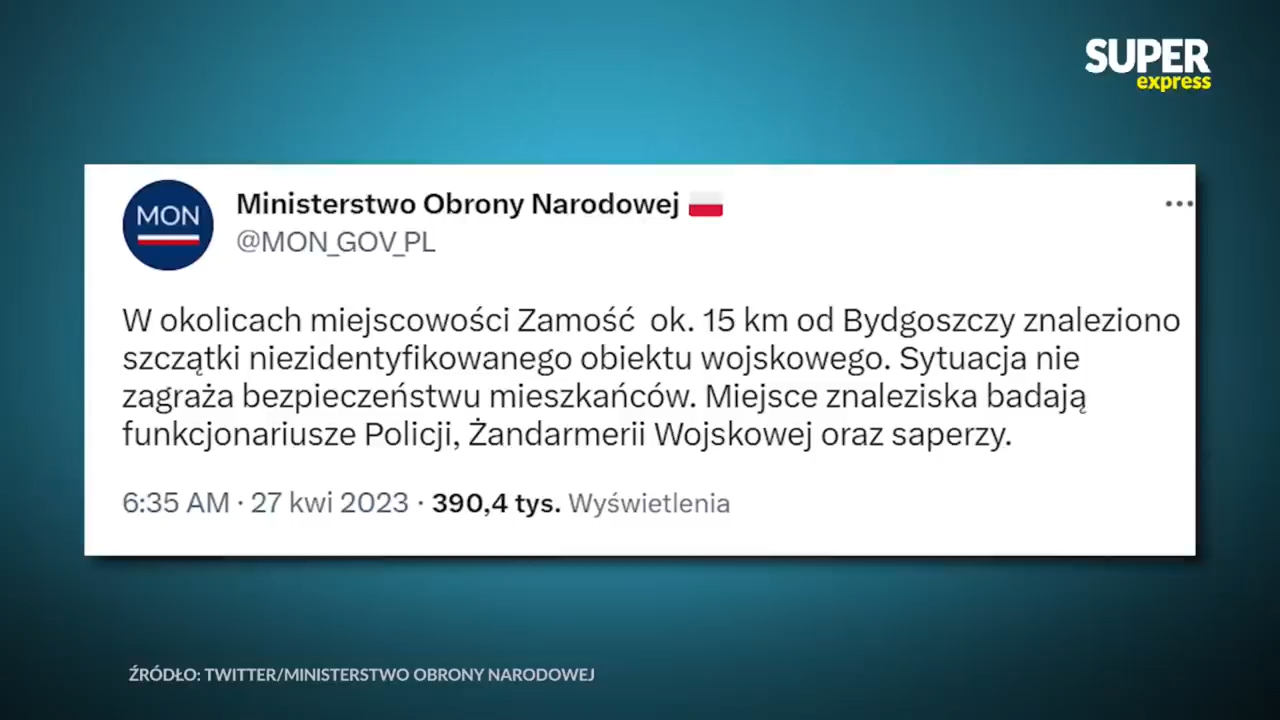 SUPER
express
MON
Ministerstwo Obrony Narodowej
@MON_GOV_PL
W okolicach miejscowości Zamość ok. 15 km od Bydgoszczy znaleziono
szczątki niezidentyfikowanego obiektu wojskowego. Sytuacja nie
zagraża bezpieczeństwu mieszkańców. Miejsce znaleziska badają
funkcjonariusze Policji, Żandarmerii Wojskowej oraz saperzy.
6:35 AM · 27 kwi 2023 · 390,4 tys. Wyświetlenia
ŹRÓDŁO: TWITTER/MINISTERSTWO OBRONY NARODOWEJ